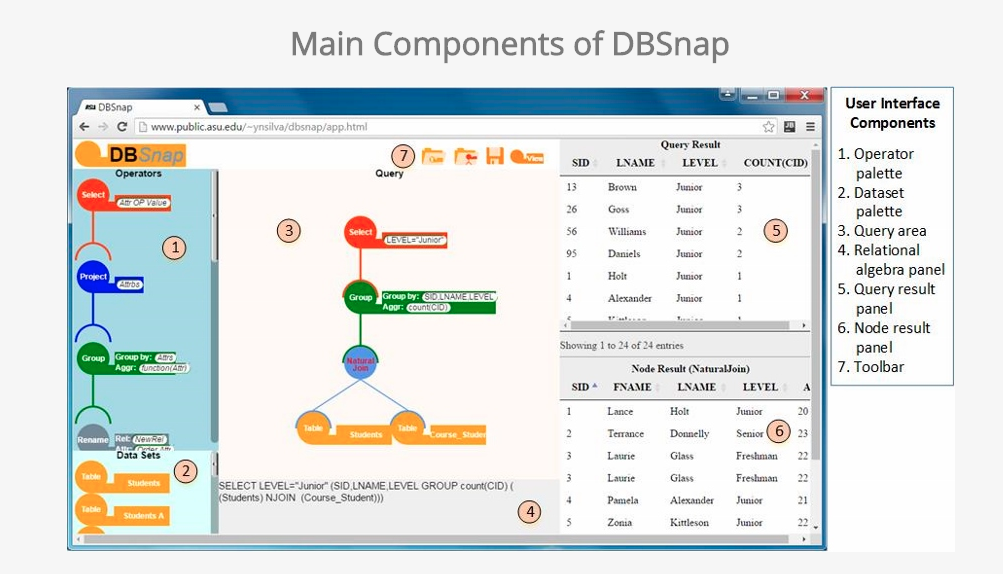 Main Components of DBSnap
DBSnap
www.public.asu.edu/~ynsilva/dbsnap/app.html
DBSnap
7
View
Operators
Select
Attr OP Value
1
Project
Attrbs
Group
Group by: Attrs
Aggr: function(Attr)
Rename
Rel: NewRel
Data Sets
2
Table
Students
Table
Students A
Query
3
Select
LEVEL="Junior"
Group
Group by: SID,LNAME,LEVEL
Aggr: count(CID)
Natural
Join
Table
Students
Table
Course_Studen
SELECT LEVEL="Junior" (SID,LNAME,LEVEL GROUP count(CID) (
(Students) NJOIN (Course_Student)))
4
Query Result
SID LNAME LEVEL COUNT(CID)
13 Brown Junior 3
26 Goss Junior 3
56 Williams Junior 2
5
95 Daniels Junior 2
1 Holt Junior 1
4 Alexander Junior 1
Showing 1 to 24 of 24 entries
Node Result (NaturalJoin)
SID FNAME LNAME LEVEL A
1 Lance Holt Junior 20
2 Terrance Donnelly Senior 23
6
3 Laurie Glass Freshman 22
3 Laurie Glass Freshman 22
4 Pamela Alexander Junior 21
5 Zonia Kittleson Junior 22
User Interface
Components
1. Operator
palette
2. Dataset
palette
3. Query area
4. Relational
algebra panel
5. Query result
panel
6. Node result
panel
7. Toolbar